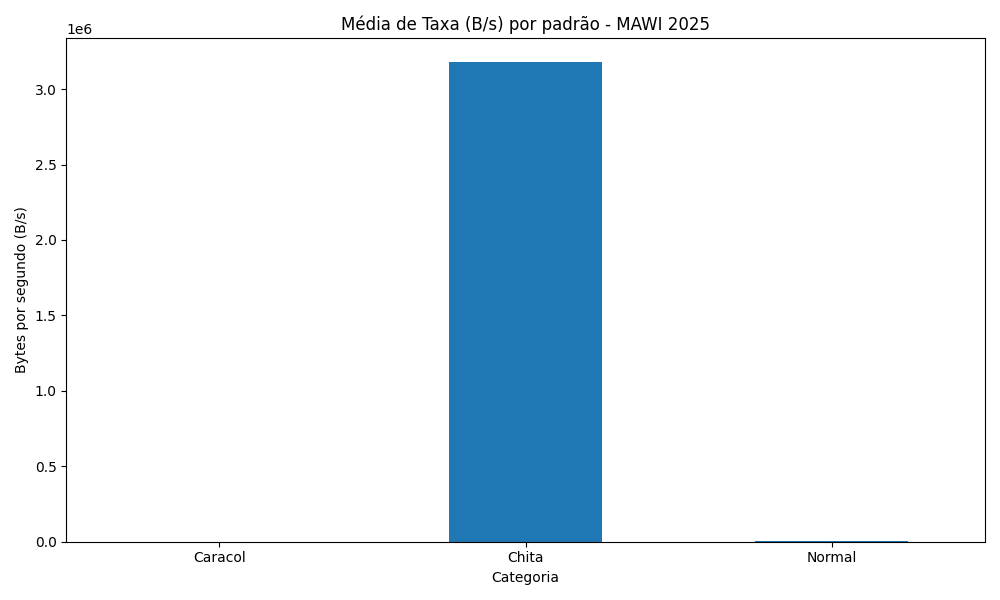 Média de Taxa (B/s) por padrão - MAWI 2025
1e6
3.0
2.5
2.0
1.5
1.0
0.5
0.0
Bytes por segundo (B/s)
Caracol Chita Normal
Categoria